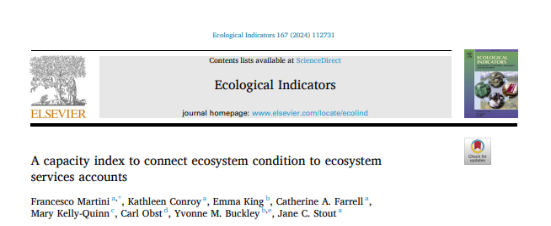 Ecological Indicators 167 (2024) 112731
Contents lists available at ScienceDirect
Ecological Indicators
journal homepage: www.elsevier.com/locate/ecolind
ELSEVIER
ECOLOGICAL
INDICATORS
Check for
updates
A capacity index to connect ecosystem condition to ecosystem
services accounts
Francesco Martini a,*, Kathleen Conroy a, Emma King b, Catherine A. Farrell a,
Mary Kelly-Quinn c, Carl Obst d, Yvonne M. Buckley b,e, Jane C. Stout a